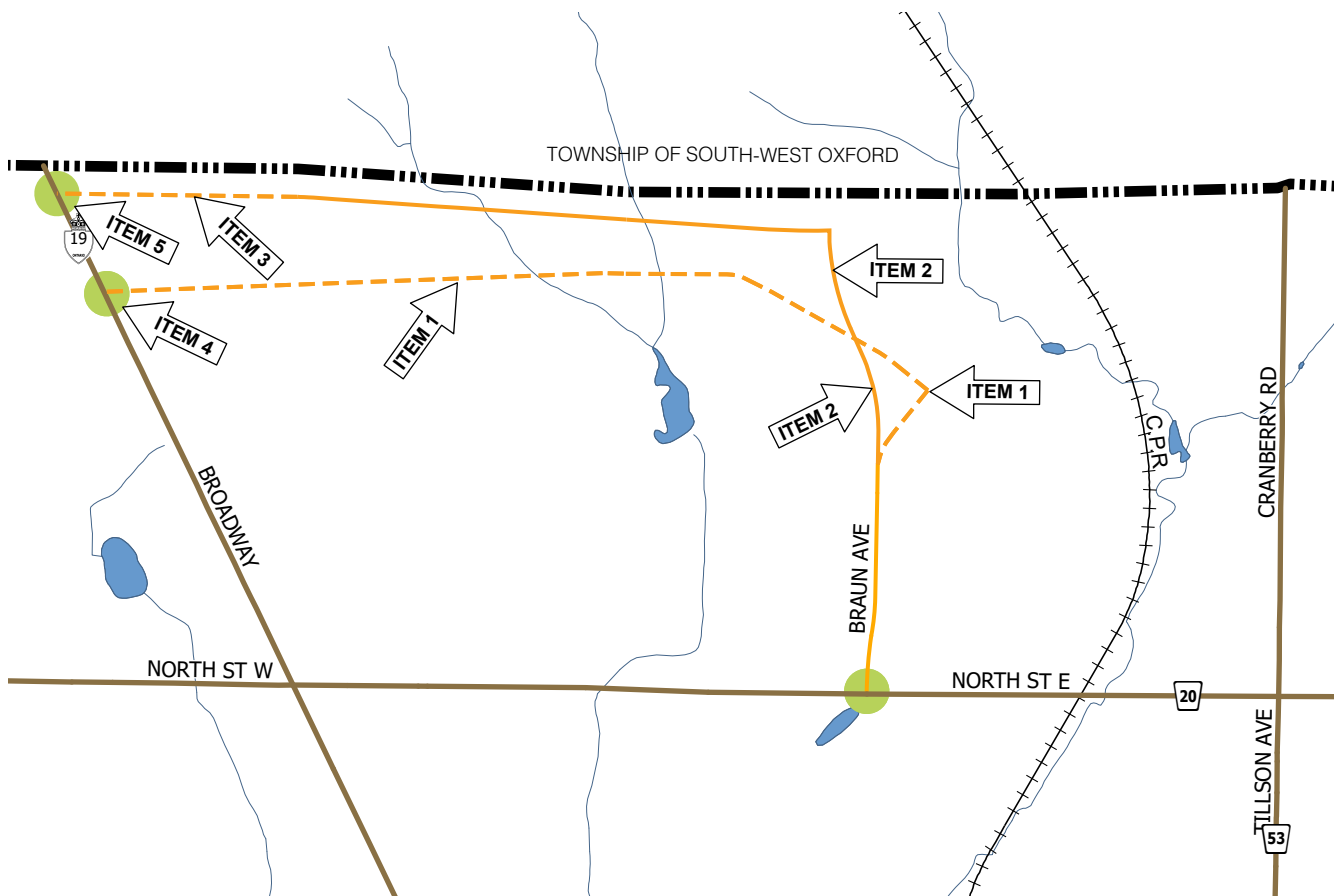 TOWNSHIP OF SOUTH-WEST OXFORD
19
ONTARIO
ITEM 5
ITEM 3
ITEM 2
ITEM 1
ITEM 4
ITEM 2
ITEM 1
C.P.R
CRANBERRY RD
BROADWAY
BRAUN AVE
NORTH ST W
NORTH ST E
20
TILLSON AVE
53